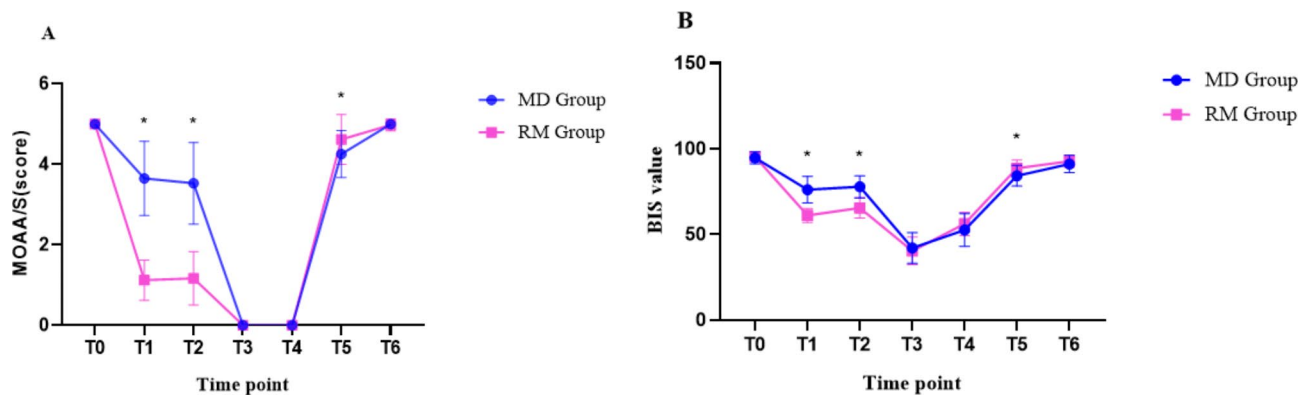 A
MOAA/S(score)
6
4
2
0
*
*
*
T0 T1 T2 T3 T4 T5 T6
Time point
MD Group
RM Group
B
BIS value
150
100
50
0
*
*
*
T0 T1 T2 T3 T4 T5 T6
Time point
MD Group
RM Group